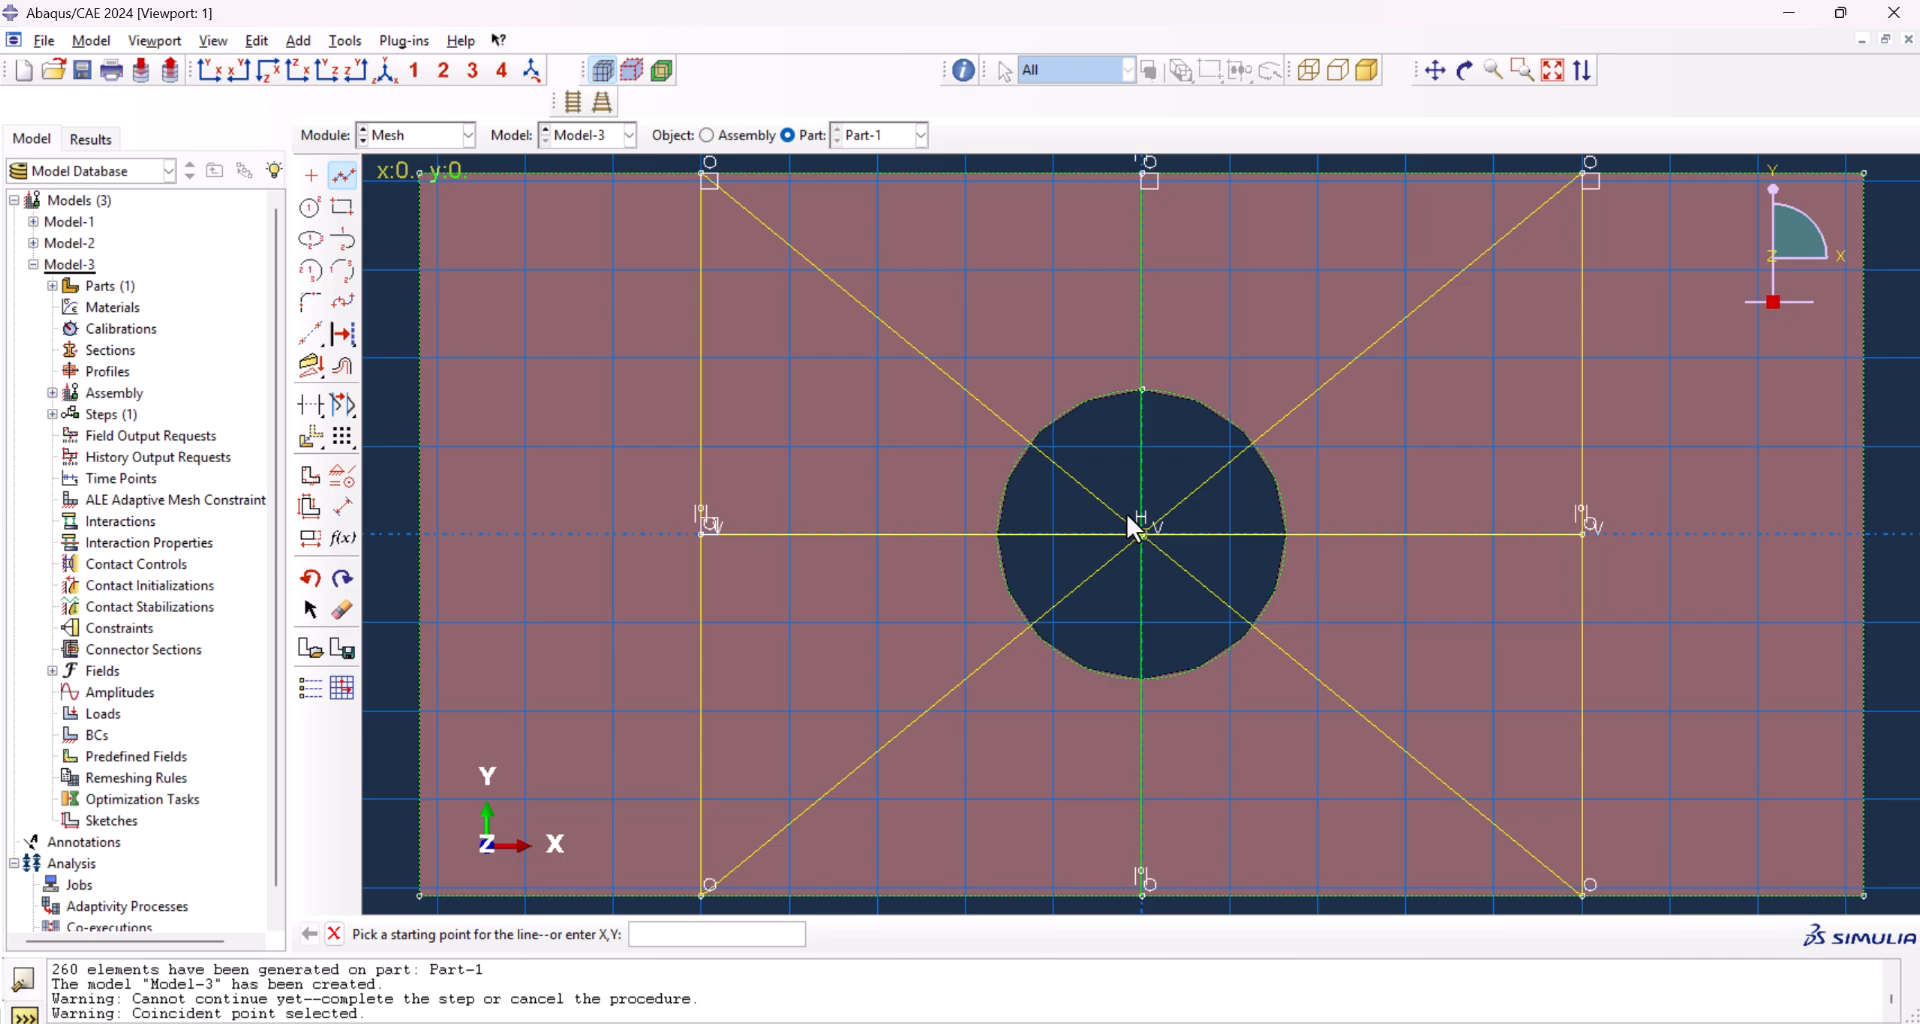 Abaqus/CAE 2024 [Viewport: 1]
File Model Viewport View Edit Add Tools Plug-ins Help
1 2 3 4 All
Model Results Module: Mesh Model: Model-3 Object: Assembly Part: Part-1
Model Database
x:0. y:0.
Models (3)
Model-1
Model-2
Model-3
Parts (1)
Materials
Calibrations
Sections
Profiles
Assembly
Steps (1)
Field Output Requests
History Output Requests
Time Points
ALE Adaptive Mesh Constraint
Interactions
Interaction Properties
Contact Controls
Contact Initializations
Contact Stabilizations
Constraints
Connector Sections
Fields
Amplitudes
Loads
BCs
Predefined Fields
Remeshing Rules
Optimization Tasks
Sketches
Annotations
Analysis
Jobs
Adaptivity Processes
Co-executions
f(x)
Y
Z X
H
V
V
V
Y
Z X
Pick a starting point for the line--or enter X,Y:
SIMULIA
260 elements have been generated on part: Part-1
The model "Model-3" has been created.
Warning: Cannot continue yet--complete the step or cancel the procedure.
Warning: Coincident point selected.
>>>